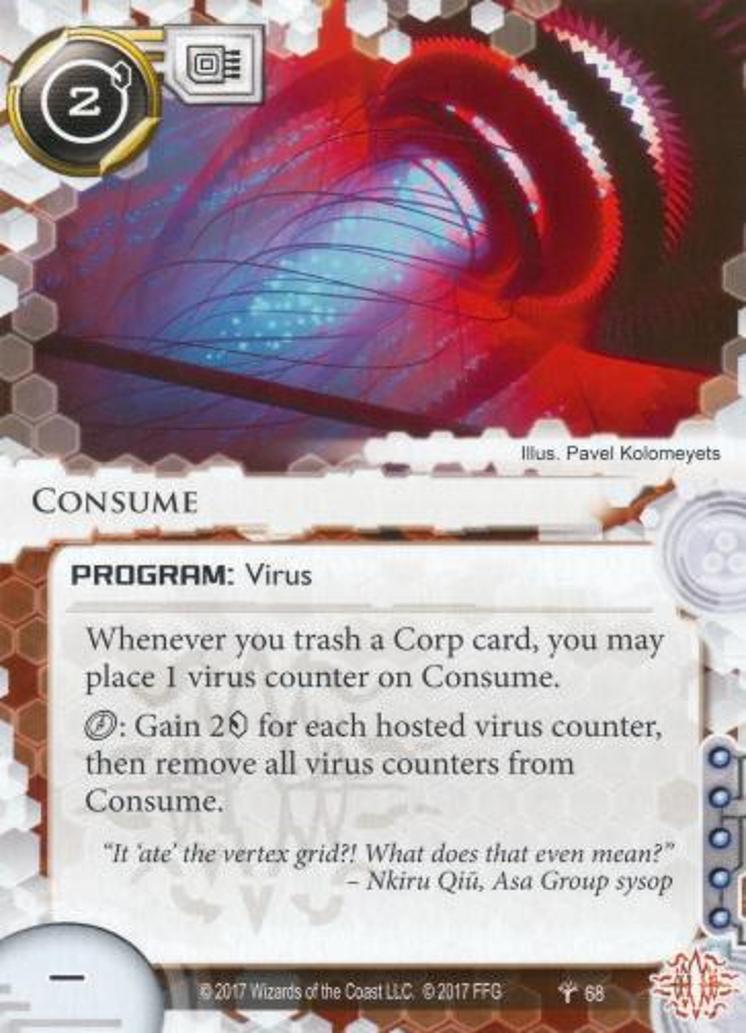 2
Illus. Pavel Kolomeyets
CONSUME
PROGRAM: Virus
Whenever you trash a Corp card, you may
place 1 virus counter on Consume.
: Gain 2 for each hosted virus counter,
then remove all virus counters from
Consume.
“It ‘ate’ the vertex grid?! What does that even mean?”
– Nkiru Qiū, Asa Group sysop
–
© 2017 Wizards of the Coast LLC. © 2017 FFG
68